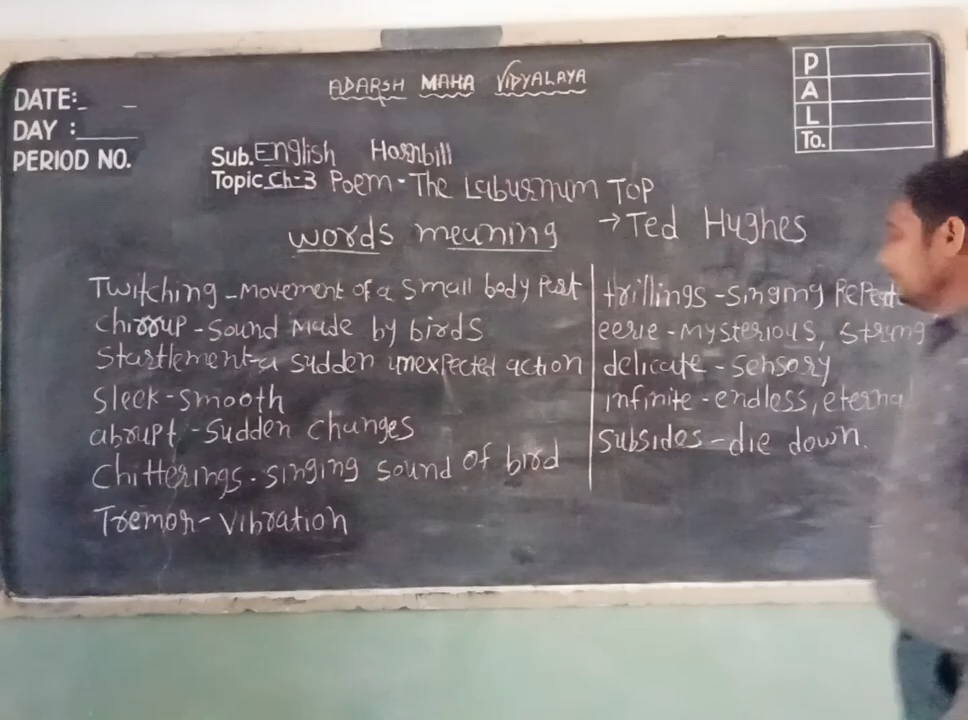 ADARSH MAHA VIDYALAYA
DATE:
DAY :
PERIOD NO.
P
A
L
To.
Sub. English Hornbill
Topic Ch-3 Poem - The Laburnum Top
→ Ted Hughes
words meaning
Twitching - Movement of a small body Part
chirrup - Sound Made by birds
Startlement - a sudden unexpected action
Sleek - smooth
abrupt - Sudden changes
Chitterings - singing sound of bird
Tremor - Vibration
trillings - singing
eerie - Mysterious,
delicate - sensory
infinite - endless,
Subsides - die down.